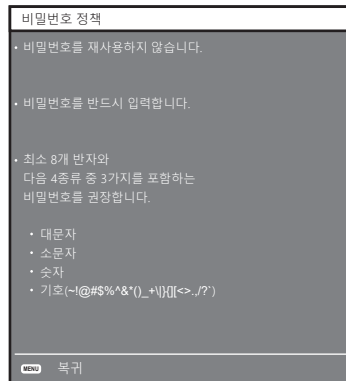 비밀번호 정책
• 비밀번호를 재사용하지 않습니다.
• 비밀번호를 반드시 입력합니다.
• 최소 8개 반자와
다음 4종류 중 3가지를 포함하는
비밀번호를 권장합니다.
• 대문자
• 소문자
• 숫자
• 기호(~!@#$%^&*()_+\|}{][<>.,/?`)
MENU 복귀